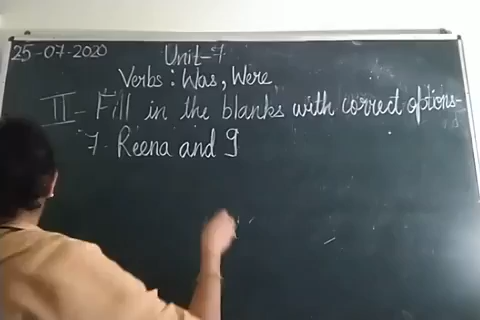 25-07-2020
Unit-7
Verbs : Was, Were
II- Fill in the blanks with correct options-
7. Reena and I